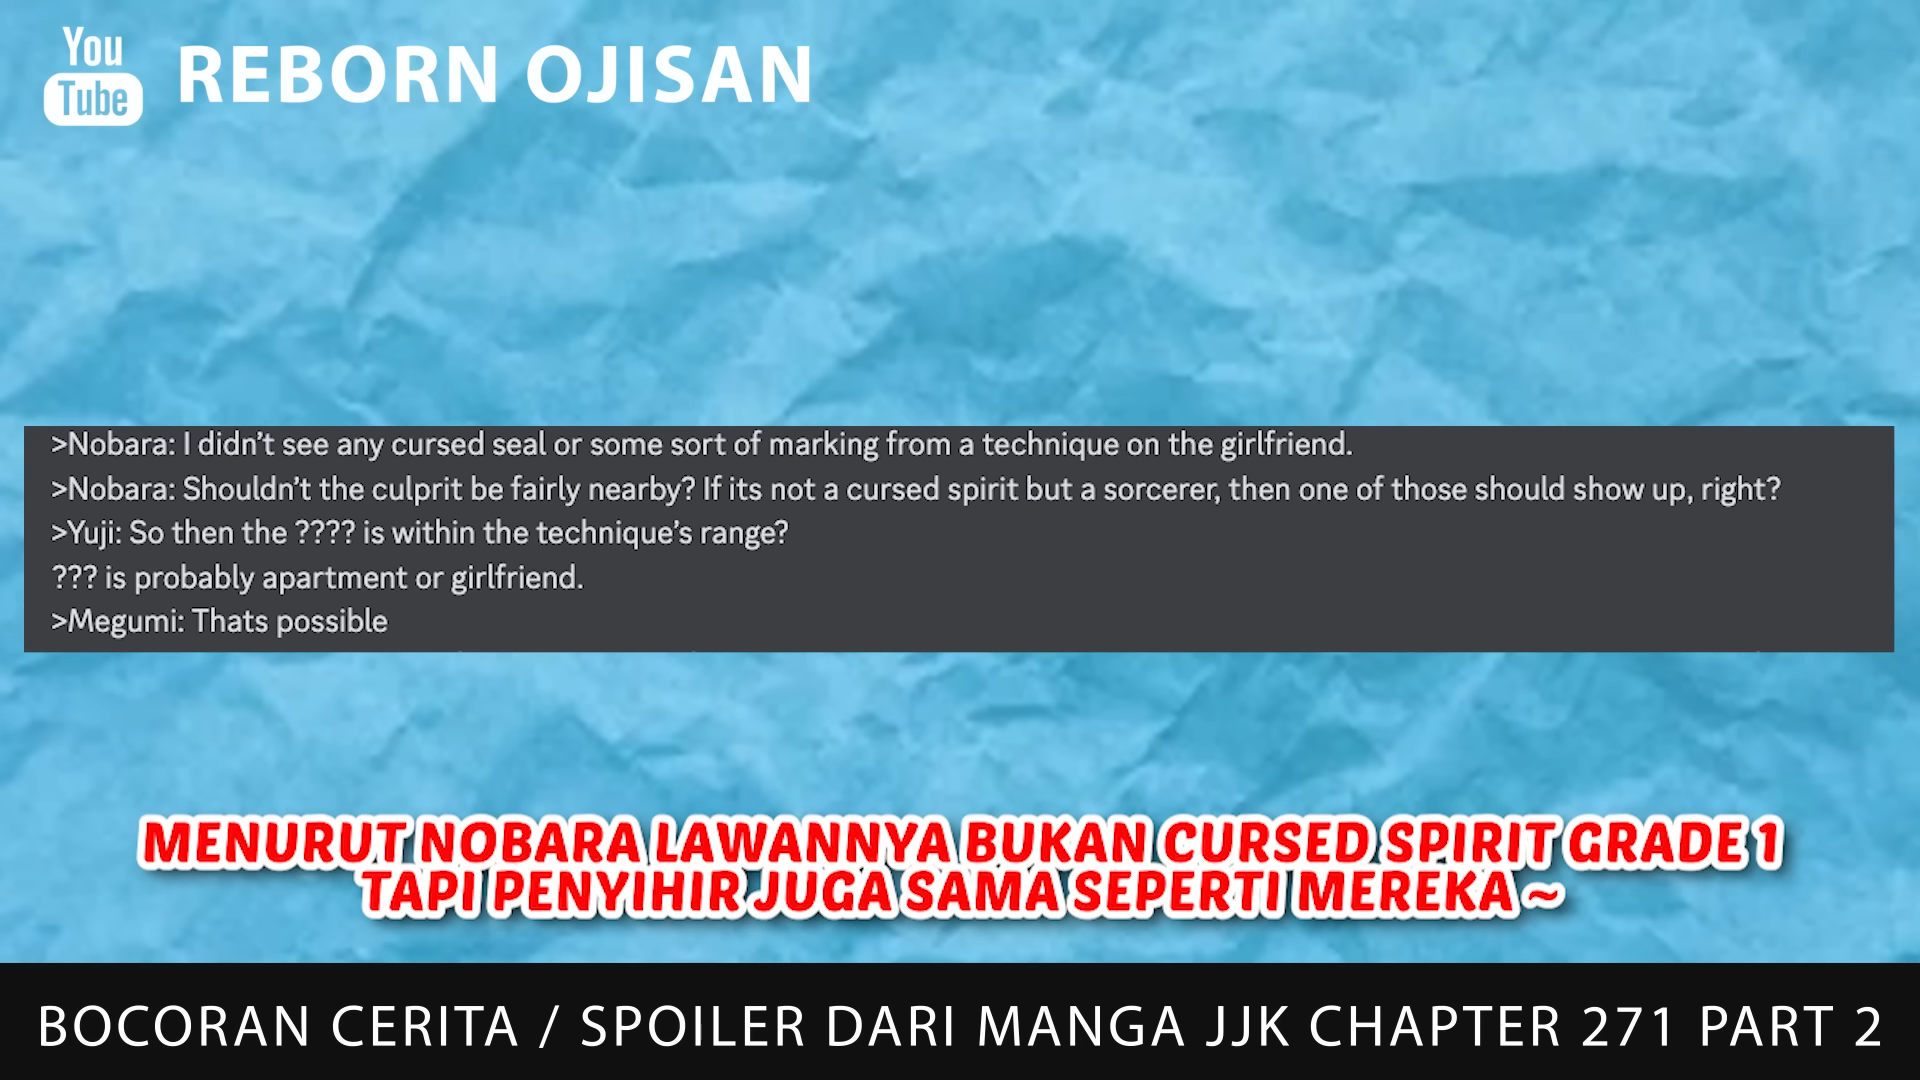 You
Tube
REBORN OJISAN
>Nobara: I didn't see any cursed seal or some sort of marking from a technique on the girlfriend.
>Nobara: Shouldn't the culprit be fairly nearby? If its not a cursed spirit but a sorcerer, then one of those should show up, right?
>Yuji: So then the ???? is within the technique's range?
??? is probably apartment or girlfriend.
>Megumi: Thats possible
MENURUT NOBARA LAWANNYA BUKAN CURSED SPIRIT GRADE 1
TAPI PENYIHIR JUGA SAMA SEPERTI MEREKA ~
BOCORAN CERITA / SPOILER DARI MANGA JJK CHAPTER 271 PART 2